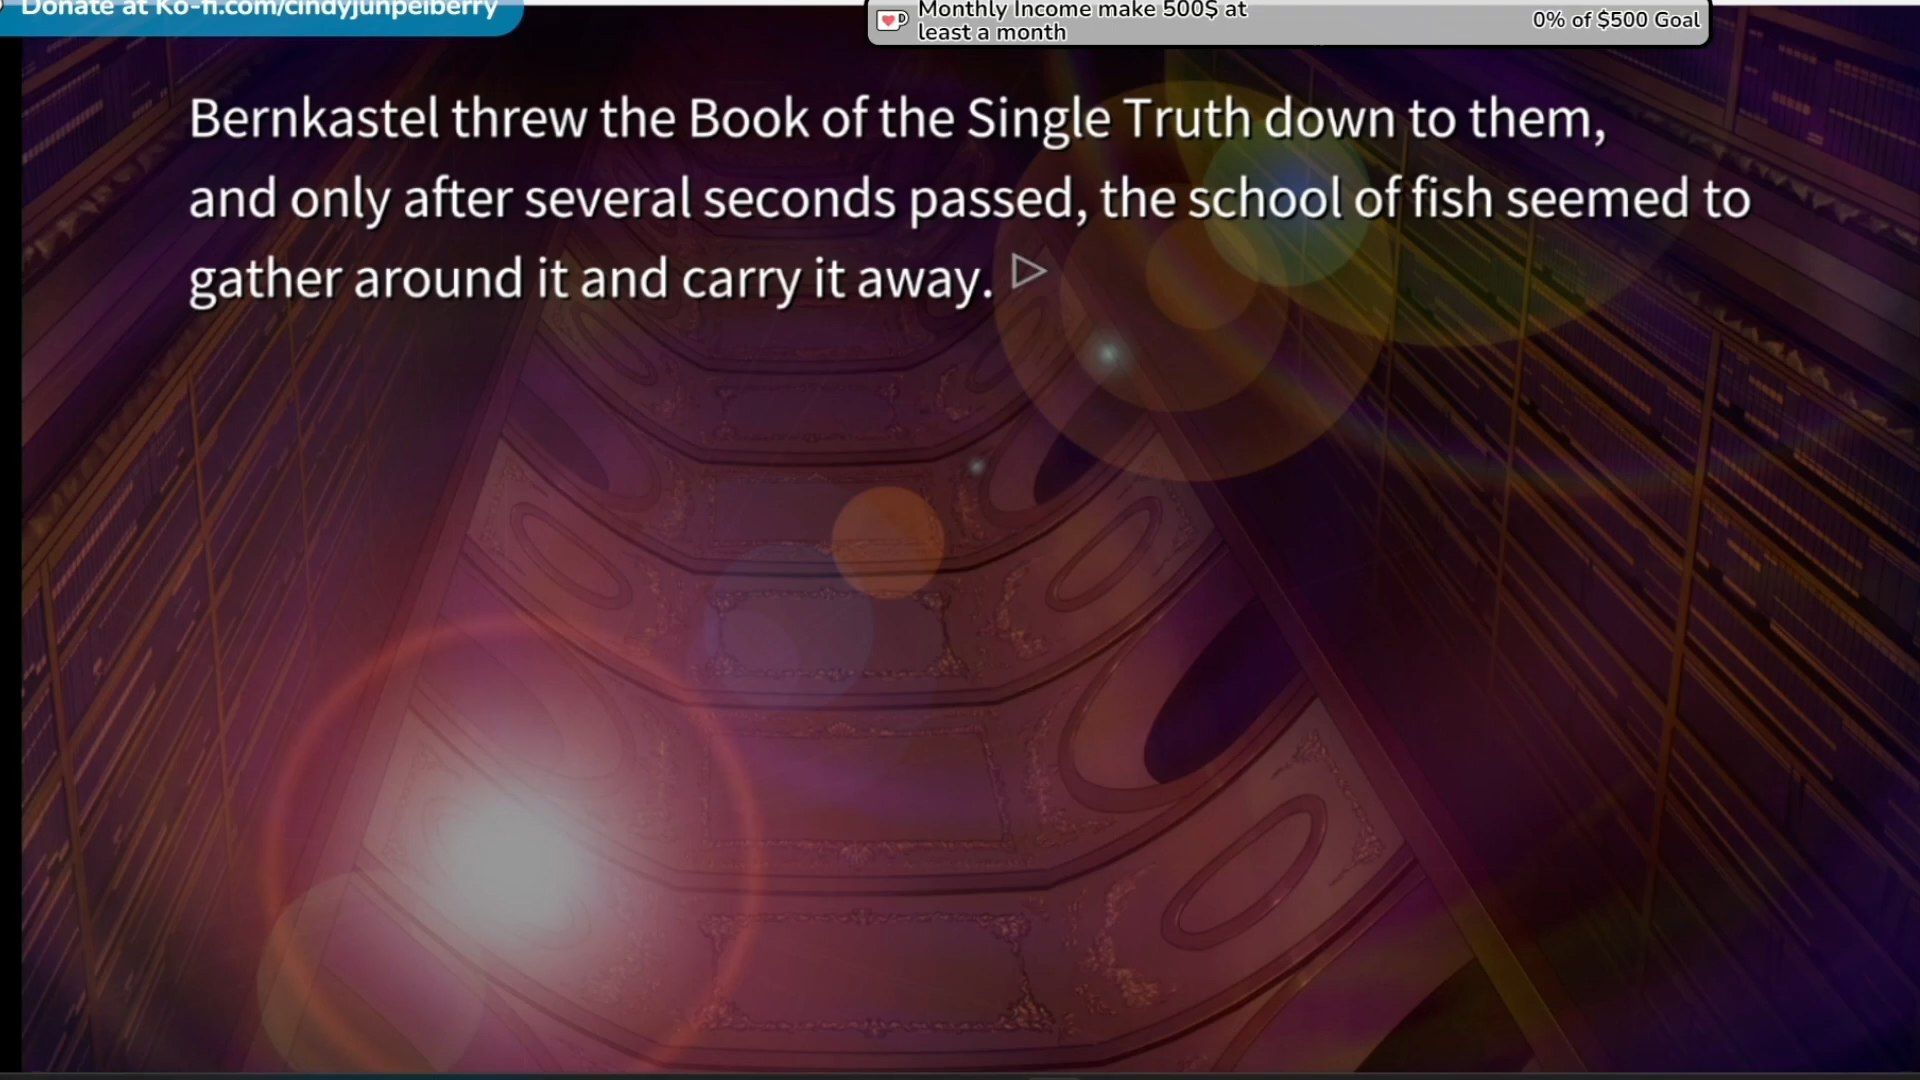 Donate at Ko-fi.com/cindyjunpeiberry
Monthly Income make 500$ at
least a month
0% of $500 Goal
Bernkastel threw the Book of the Single Truth down to them,
and only after several seconds passed, the school of fish seemed to
gather around it and carry it away.